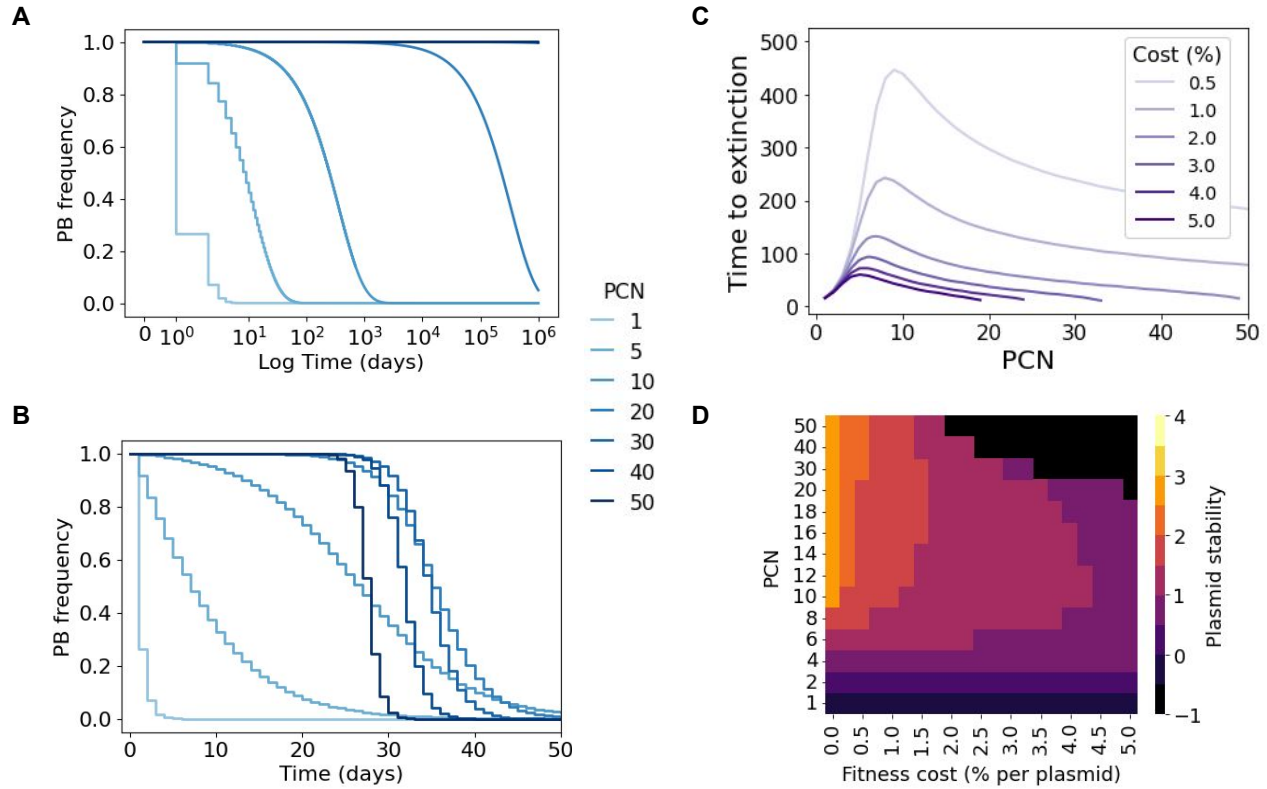 A
1.0
0.8
0.6
0.4
0.2
0.0
PB frequency
0 10⁰ 10¹ 10² 10³ 10⁴ 10⁵ 10⁶
Log Time (days)
B
1.0
0.8
0.6
0.4
0.2
0.0
PB frequency
0 10 20 30 40 50
Time (days)
PCN
1
5
10
20
30
40
50
C
500
400
300
200
100
0
Time to extinction
0 10 20 30 40 50
PCN
Cost (%)
0.5
1.0
2.0
3.0
4.0
5.0
D
50
40
30
20
18
16
14
12
10
8
6
4
2
1
PCN
0.0 0.5 1.0 1.5 2.0 2.5 3.0 3.5 4.0 4.5 5.0
Fitness cost (% per plasmid)
4
3
2
1
0
−1
Plasmid stability